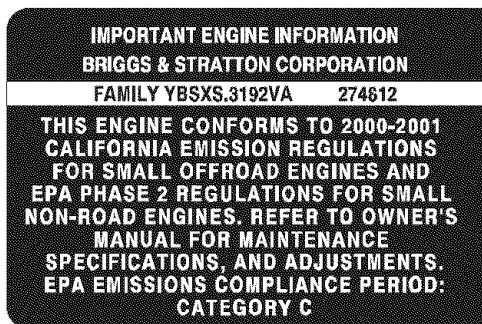 IMPORTANT ENGINE INFORMATION
BRIGGS & STRATTON CORPORATION
FAMILY YBSXS.3192VA 274812
THIS ENGINE CONFORMS TO 2000-2001
CALIFORNIA EMISSION REGULATIONS
FOR SMALL OFFROAD ENGINES AND
EPA PHASE 2 REGULATIONS FOR SMALL
NON-ROAD ENGINES. REFER TO OWNER'S
MANUAL FOR MAINTENANCE
SPECIFICATIONS, AND ADJUSTMENTS.
EPA EMISSIONS COMPLIANCE PERIOD:
CATEGORY C